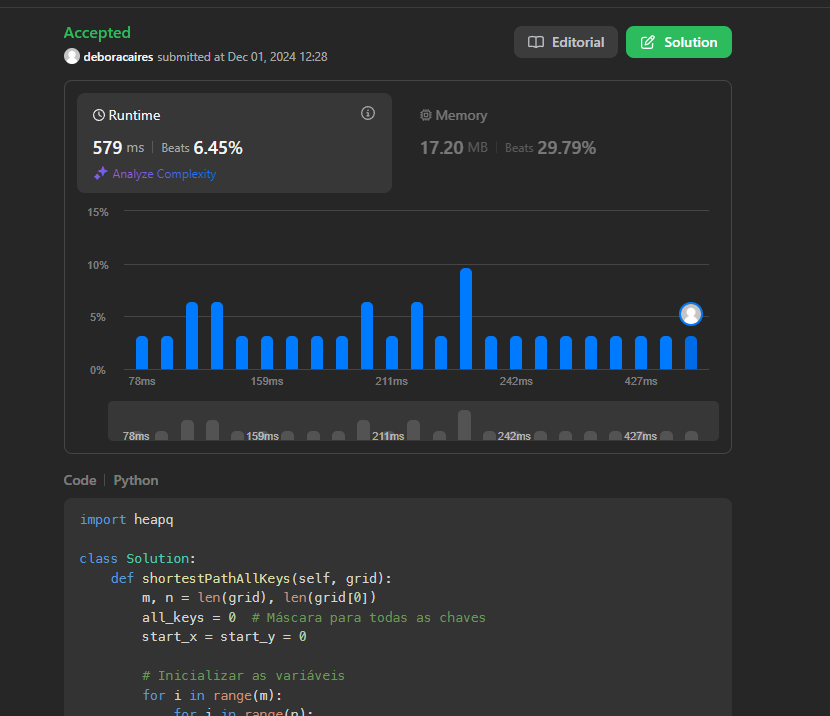 Accepted
Editorial
Solution
deboracaires submitted at Dec 01, 2024 12:28
Runtime
Memory
579 ms | Beats 6.45%
17.20 MB | Beats 29.79%
Analyze Complexity
15%
10%
5%
0%
78ms 159ms 211ms 242ms 427ms
78ms 159ms 211ms 242ms 427ms
Code | Python
import heapq
class Solution:
    def shortestPathAllKeys(self, grid):
        m, n = len(grid), len(grid[0])
        all_keys = 0  # Máscara para todas as chaves
        start_x = start_y = 0
        # Inicializar as variáveis
        for i in range(m):
            for j in range(n):